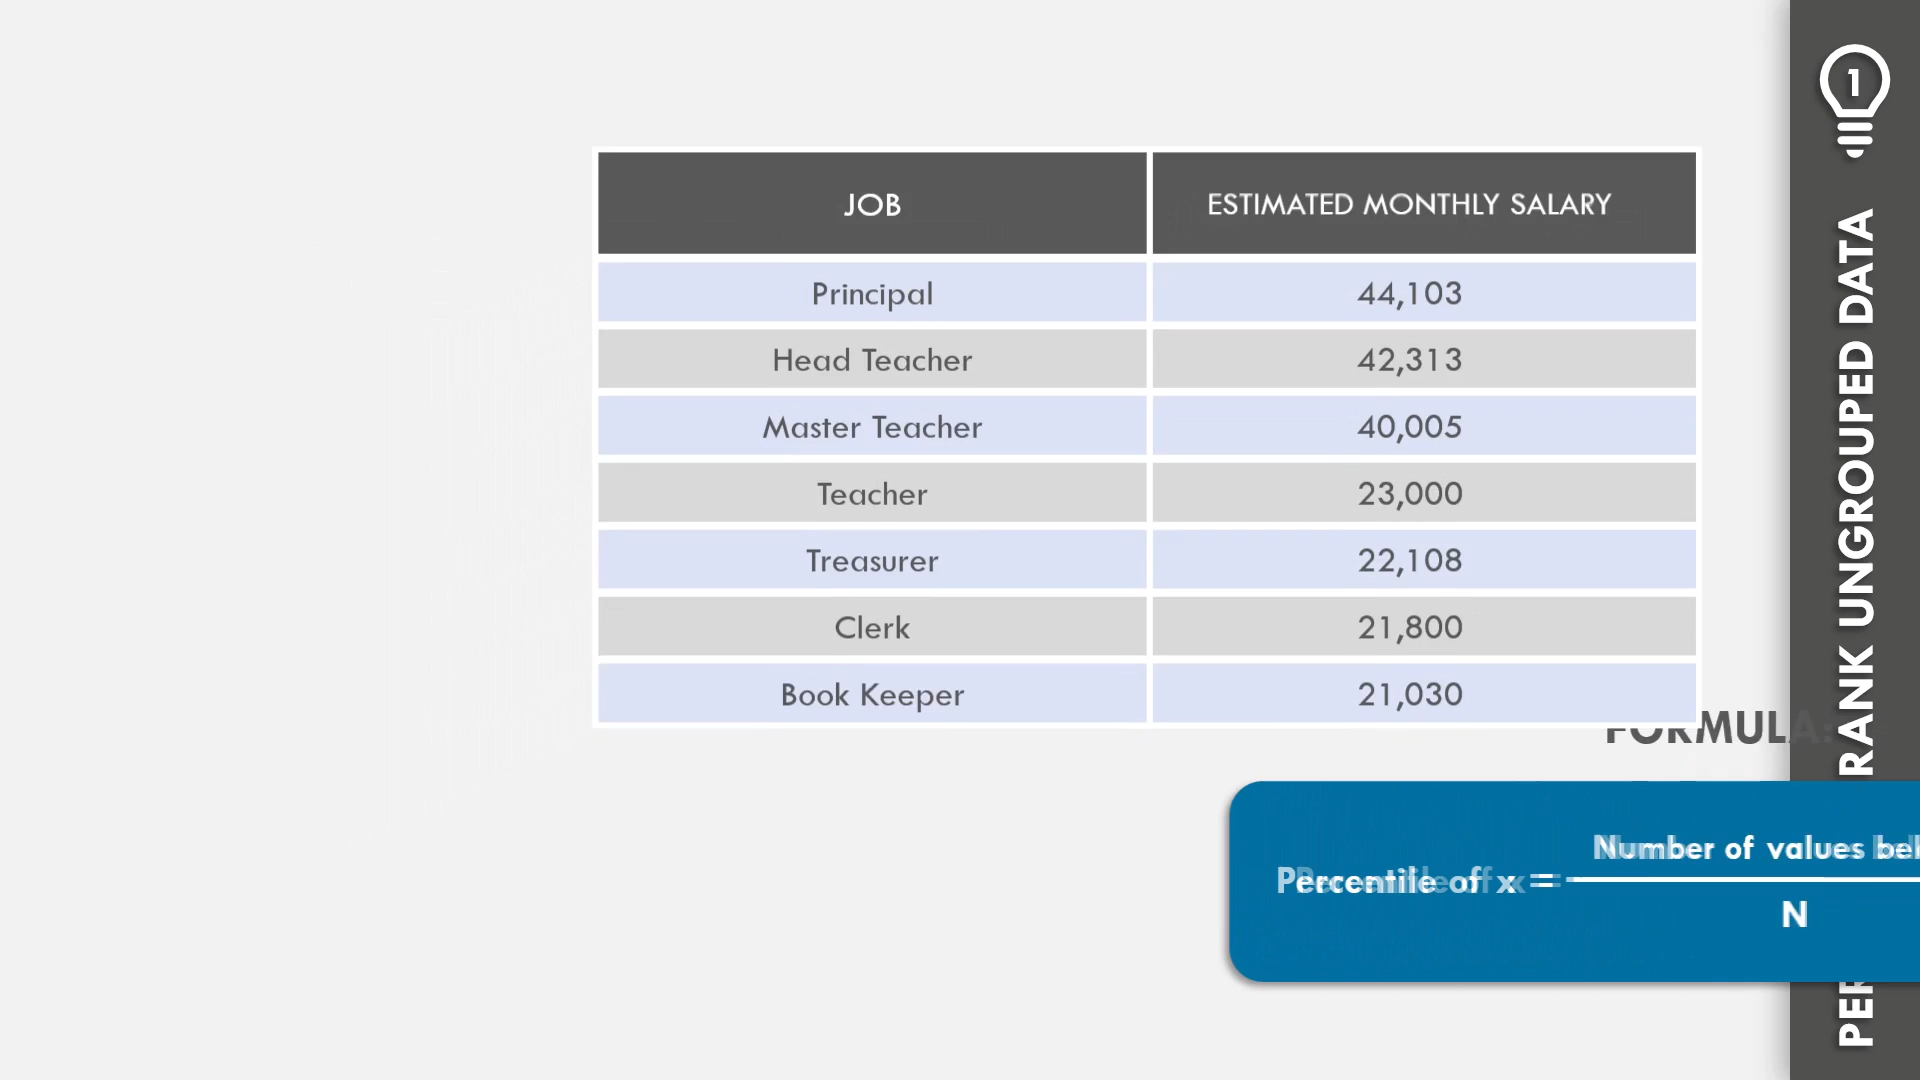 JOB ESTIMATED MONTHLY SALARY
Principal 44,103
Head Teacher 42,313
Master Teacher 40,005
Teacher 23,000
Treasurer 22,108
Clerk 21,800
Book Keeper 21,030
FORMULA:
Number of values
Percentile of x =
N
1
RANK UNGROUPED DATA